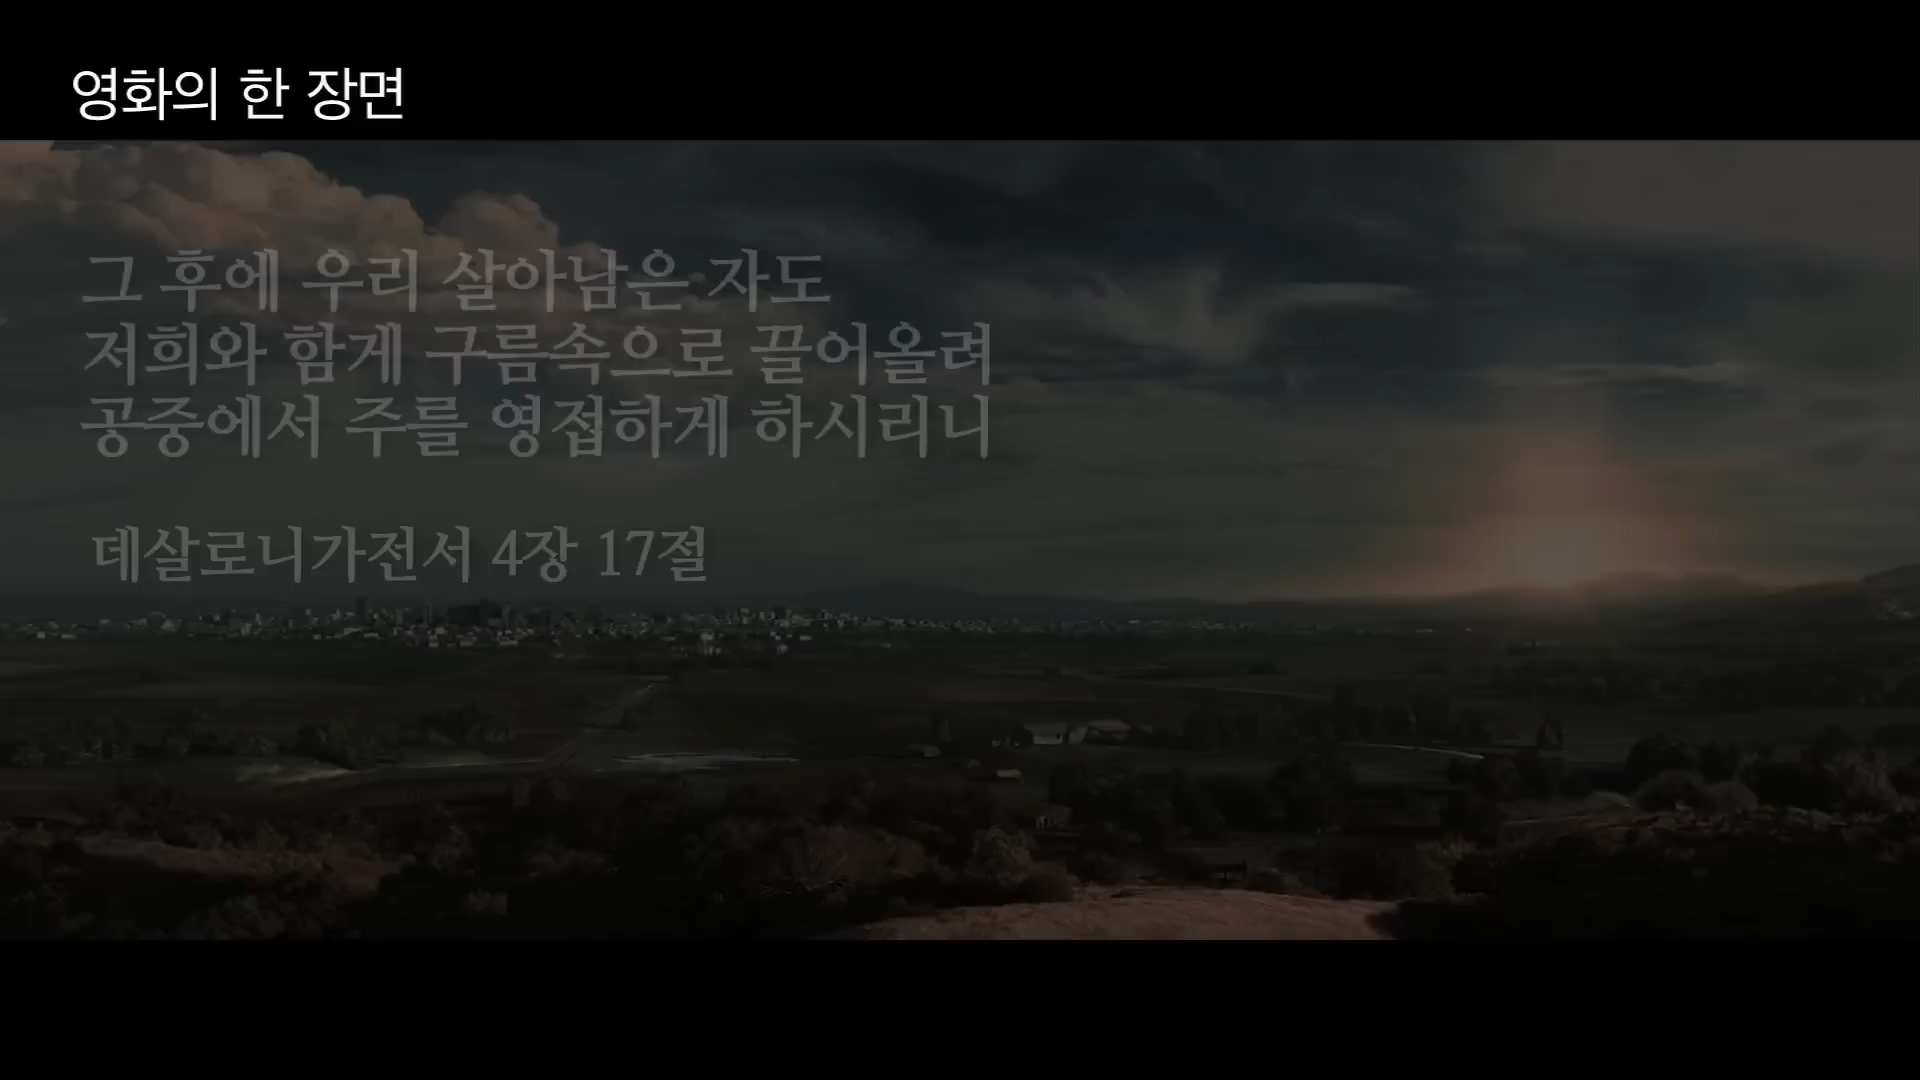 영화의 한 장면
그 후에 우리 살아남은 자도
저희와 함께 구름속으로 끌어올려
공중에서 주를 영접하게 하시리니
데살로니가전서 4장 17절